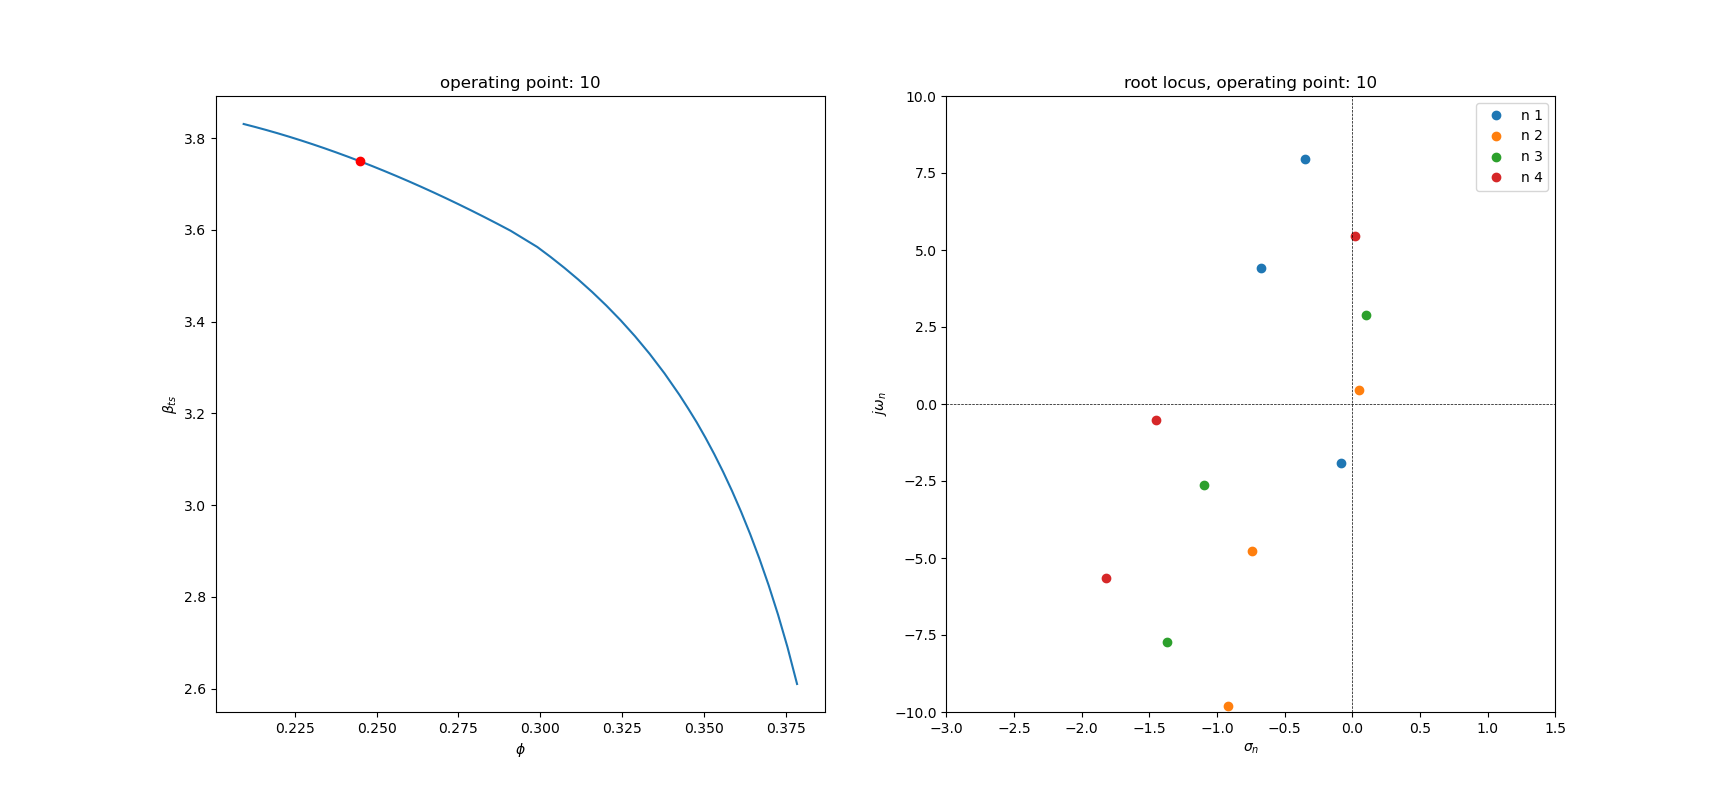 operating point: 10
3.8
3.6
3.4
3.2
3.0
2.8
2.6
β_ts
0.225 0.250 0.275 0.300 0.325 0.350 0.375
ϕ
root locus, operating point: 10
10.0
7.5
5.0
2.5
0.0
−2.5
−5.0
−7.5
−10.0
jω_n
−3.0 −2.5 −2.0 −1.5 −1.0 −0.5 0.0 0.5 1.0 1.5
σ_n
n 1
n 2
n 3
n 4